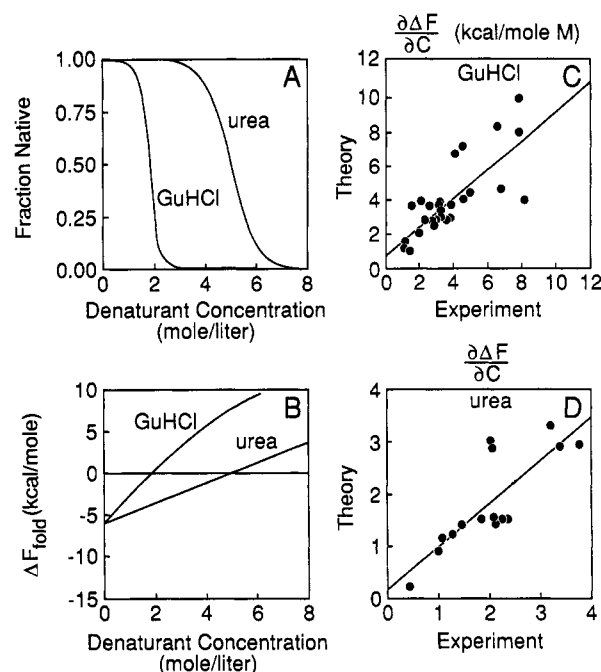 A
1.00
0.75
0.50
0.25
0.00
Fraction Native
urea
GuHCl
0 2 4 6 8
Denaturant Concentration
(mole/liter)
∂ΔF
∂C
(kcal/mole M)
GuHCl
C
12
10
8
6
4
2
0
Theory
0 2 4 6 8 10 12
Experiment
B
10
5
0
-5
-10
-15
ΔF fold (kcal/mole)
GuHCl
urea
0 2 4 6 8
Denaturant Concentration
(mole/liter)
∂ΔF
∂C
urea
D
4
3
2
1
0
Theory
0 1 2 3 4
Experiment